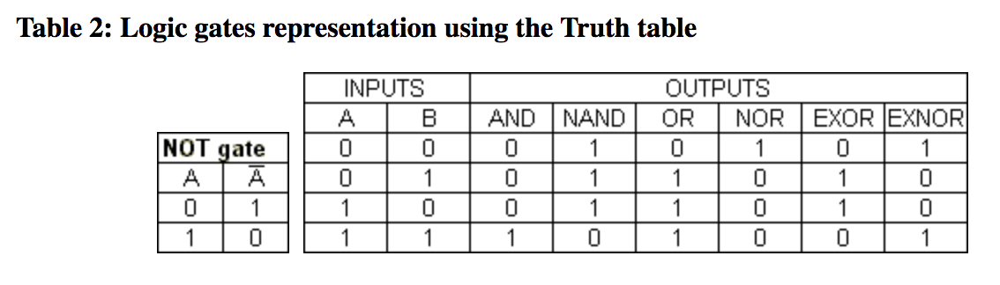 Table 2: Logic gates representation using the Truth table
INPUTS OUTPUTS
A B AND NAND OR NOR EXOR EXNOR
NOT gate 0 0 0 1 0 1 0 1
A A̅ 0 1 0 1 1 0 1 0
0 1 1 0 0 1 1 0 1 0
1 0 1 1 1 0 1 0 0 1